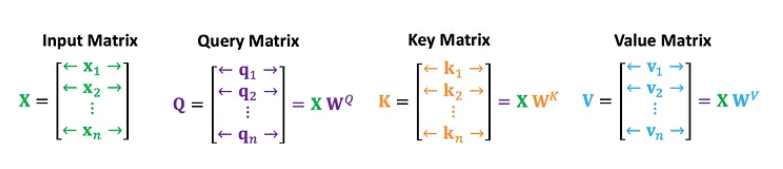 Input Matrix
X = [← x₁ →
← x₂ →
⋮
← xₙ →]
Query Matrix
Q = [← q₁ →
← q₂ →
⋮
← qₙ →] = X W^Q
Key Matrix
K = [← k₁ →
← k₂ →
⋮
← kₙ →] = X W^K
Value Matrix
V = [← v₁ →
← v₂ →
⋮
← vₙ →] = X W^V